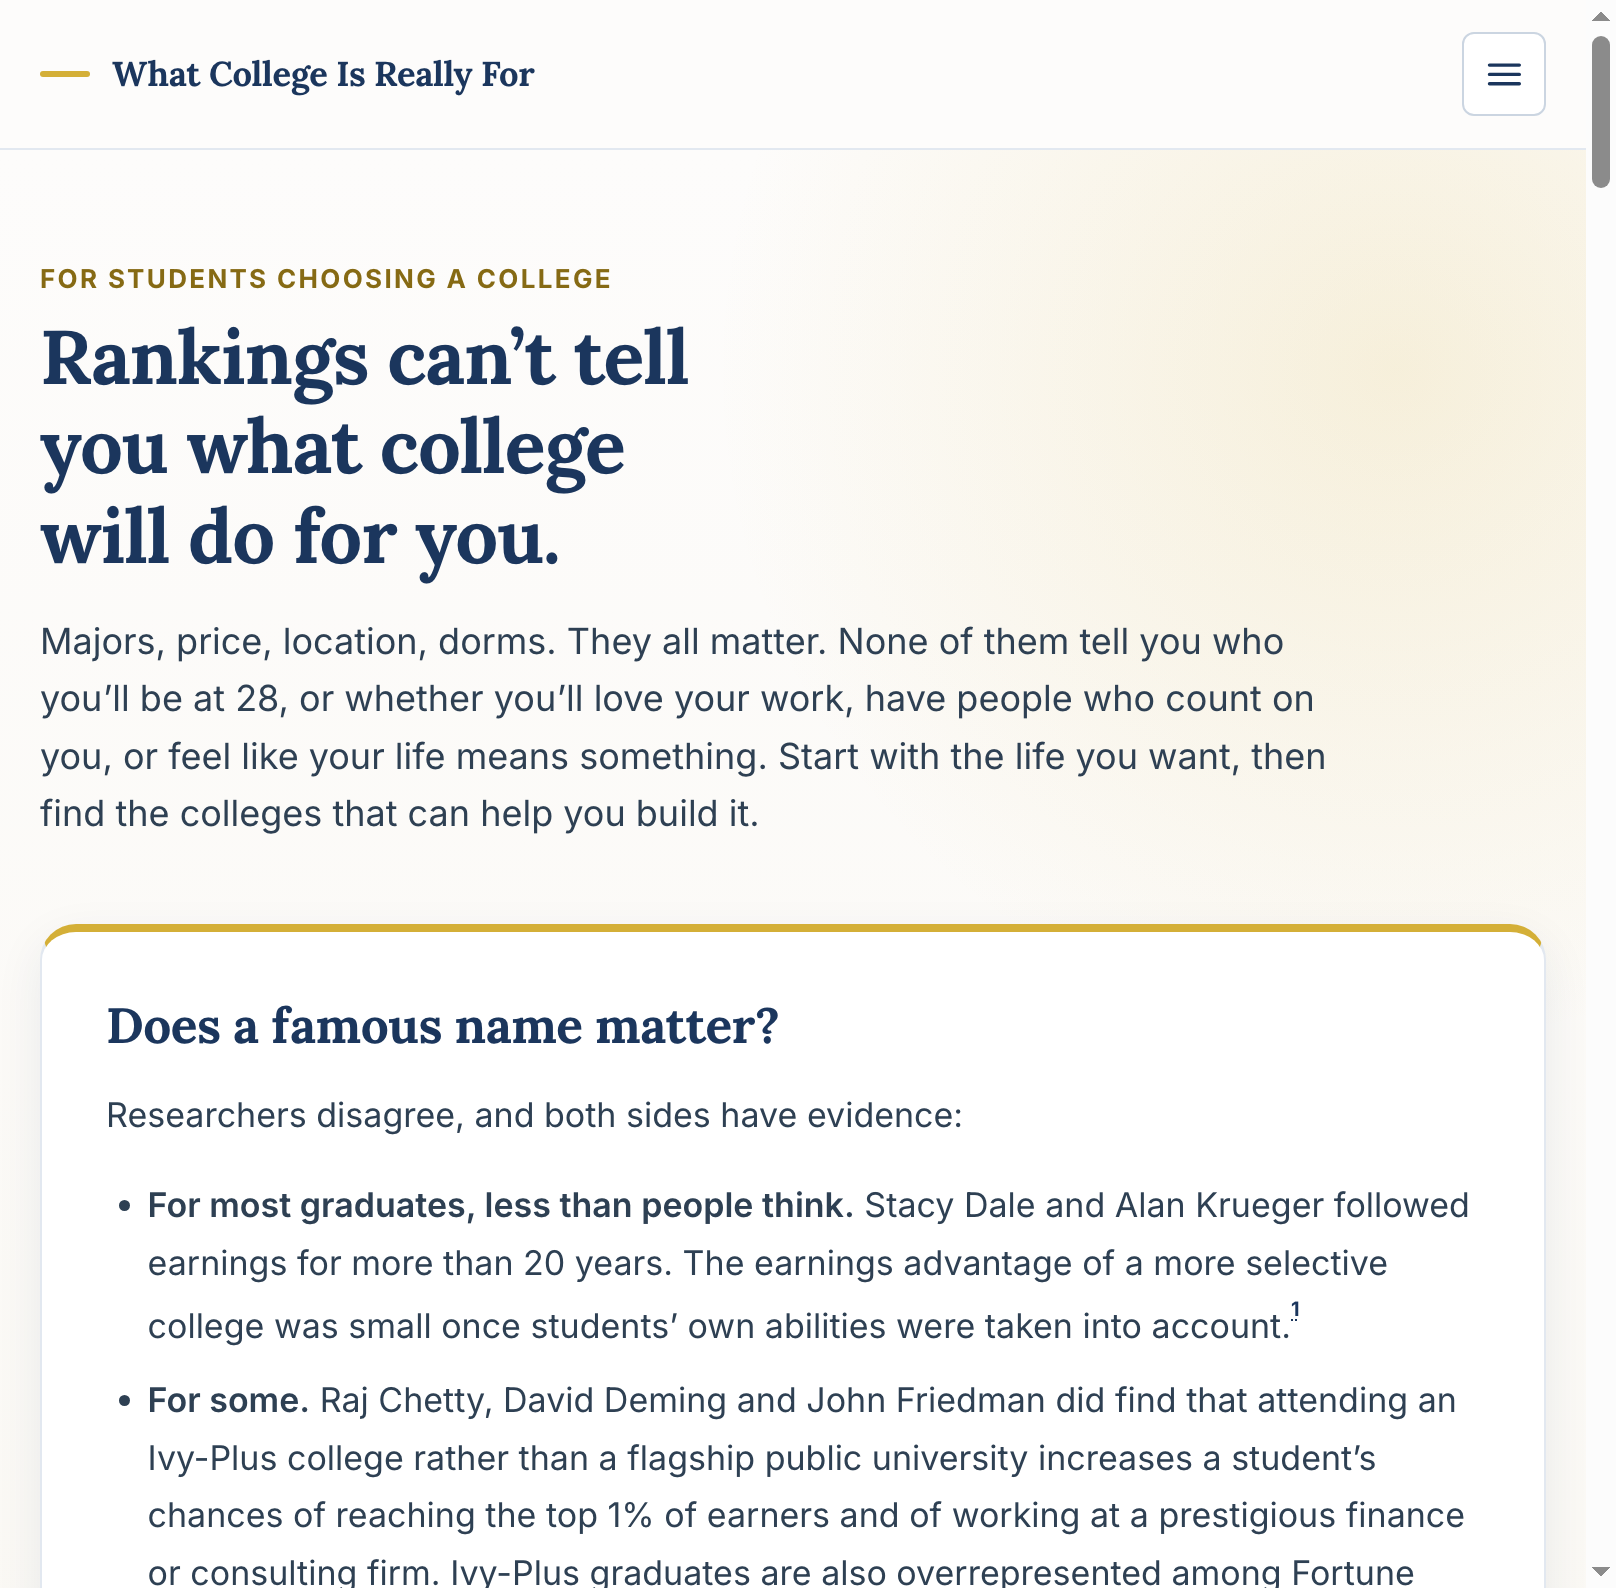 What College Is Really For
FOR STUDENTS CHOOSING A COLLEGE
Rankings can’t tell
you what college
will do for you.
Majors, price, location, dorms. They all matter. None of them tell you who
you’ll be at 28, or whether you’ll love your work, have people who count on
you, or feel like your life means something. Start with the life you want, then
find the colleges that can help you build it.
Does a famous name matter?
Researchers disagree, and both sides have evidence:
• For most graduates, less than people think. Stacy Dale and Alan Krueger followed
earnings for more than 20 years. The earnings advantage of a more selective
college was small once students’ own abilities were taken into account.1
• For some. Raj Chetty, David Deming and John Friedman did find that attending an
Ivy-Plus college rather than a flagship public university increases a student’s
chances of reaching the top 1% of earners and of working at a prestigious finance
or consulting firm. Ivy-Plus graduates are also overrepresented among Fortune